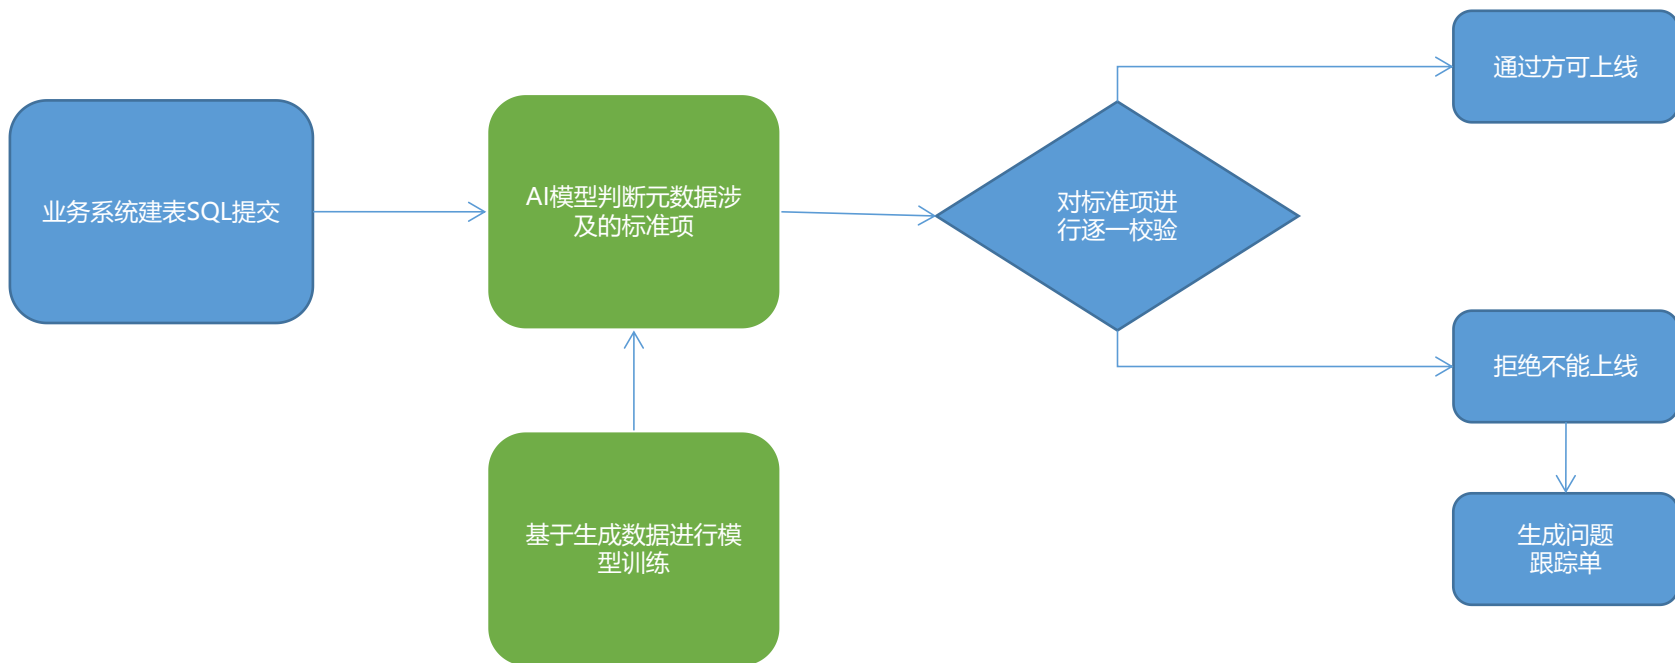 业务系统建表SQL提交
AI模型判断元数据涉
及的标准项
基于生成数据进行模
型训练
对标准项进
行逐一校验
通过方可上线
拒绝不能上线
生成问题
跟踪单